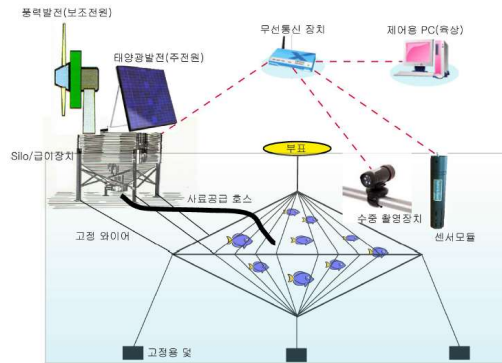 풍력발전(보조전원)
태양광발전(주전원)
무선통신 장치
제어용 PC(육상)
Silo/급이장치
부표
사료공급 호스
수중 촬영장치
센서모듈
고정 와이어
고정용 닻